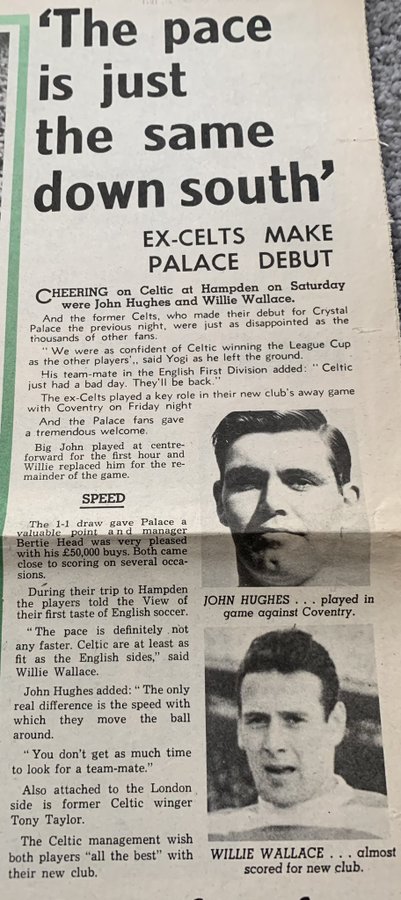 ‘The pace
is just
the same
down south’
EX-CELTS MAKE
PALACE DEBUT
CHEERING on Celtic at Hampden on Saturday
were John Hughes and Willie Wallace.
And the former Celts, who made their debut for Crystal
Palace the previous night, were just as disappointed as the
thousands of other fans.
" We were as confident of Celtic winning the League Cup
as the other players',, said Yogi as he left the ground.
His team-mate in the English First Division added: " Celtic
just had a bad day. They'll be back."
The ex-Celts played a key role in their new club's away game
with Coventry on Friday night
And the Palace fans gave
a tremendous welcome.
Big John played at centre-
forward for the first hour and
Willie replaced him for the re-
mainder of the game.
SPEED
The 1-1 draw gave Palace a
valuable point and manager
Bertie Head was very pleased
with his £50,000 buys. Both came
close to scoring on several occa-
sions.
During their trip to Hampden
the players told the View of
their first taste of English soccer.
"The pace is definitely not
any faster. Celtic are at least as
fit as the English sides," said
Willie Wallace.
John Hughes added: " The only
real difference is the speed with
which they move the ball
around.
"You don't get as much time
to look for a team-mate."
Also attached to the London
side is former Celtic winger
Tony Taylor.
The Celtic management wish
both players "all the best" with
their new club.
JOHN HUGHES . . . played in
game against Coventry.
WILLIE WALLACE . . . almost
scored for new club.